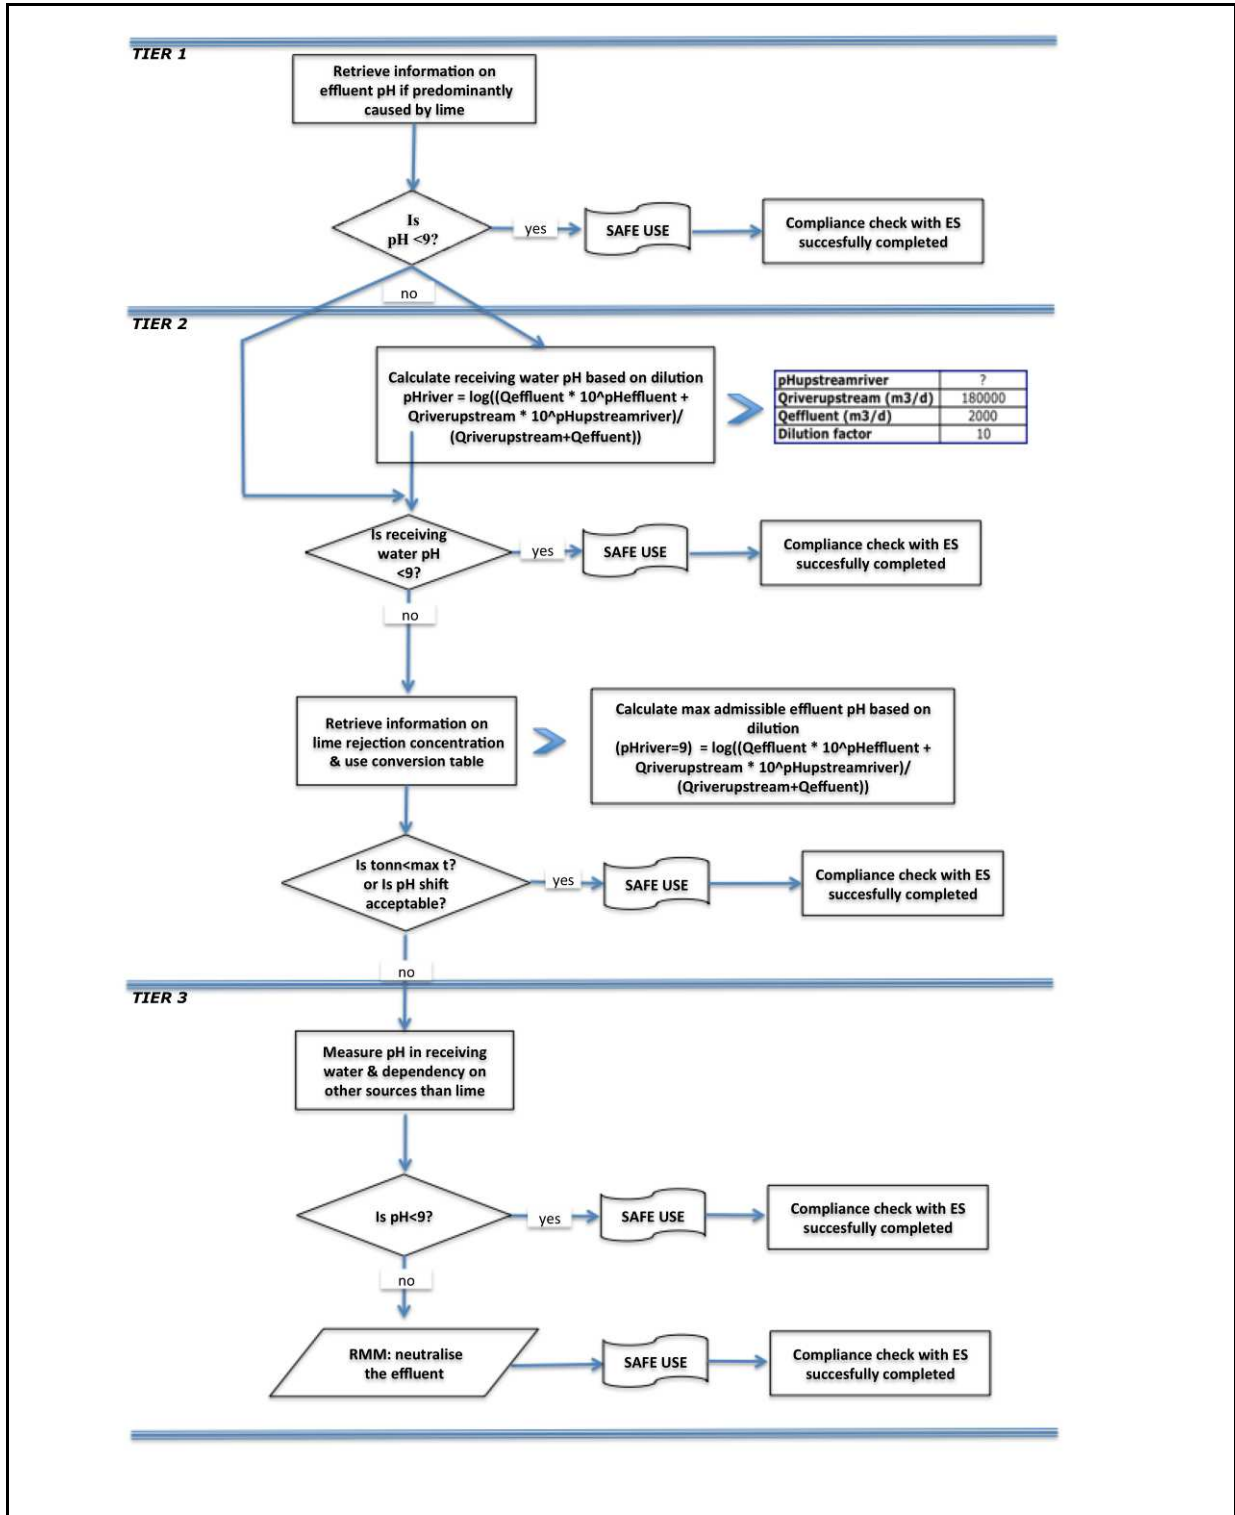 TIER 1
Retrieve information on
effluent pH if predominantly
caused by lime
Is
pH <9?
yes
SAFE USE
Compliance check with ES
succesfully completed
no
TIER 2
Calculate receiving water pH based on dilution
pHriver = log((Qeffluent * 10^pHeffluent +
Qriverupstream * 10^pHupstreamriver)/
(Qriverupstream+Qeffuent))
pHupstreamriver ?
Qriverupstream (m3/d) 180000
Qeffluent (m3/d) 2000
Dilution factor 10
Is receiving
water pH
<9?
yes
SAFE USE
Compliance check with ES
succesfully completed
no
Retrieve information on
lime rejection concentration
& use conversion table
Calculate max admissible effluent pH based on
dilution
(pHriver=9) = log((Qeffluent * 10^pHeffluent +
Qriverupstream * 10^pHupstreamriver)/
(Qriverupstream+Qeffuent))
Is tonn<max t?
or Is pH shift
acceptable?
yes
SAFE USE
Compliance check with ES
succesfully completed
no
TIER 3
Measure pH in receiving
water & dependency on
other sources than lime
Is pH<9?
yes
SAFE USE
Compliance check with ES
succesfully completed
no
RMM: neutralise
the effluent
SAFE USE
Compliance check with ES
succesfully completed